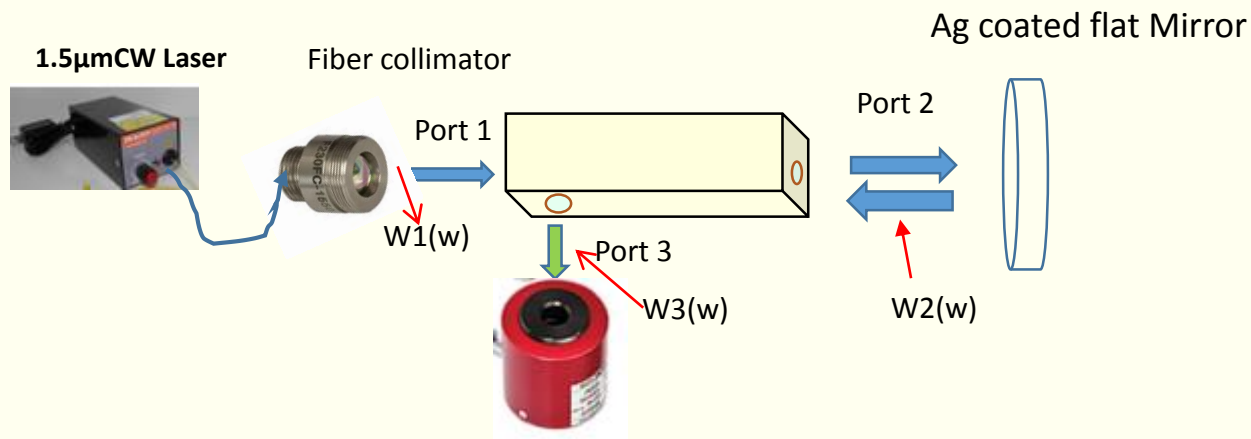 Ag coated flat Mirror
1.5µmCW Laser
Fiber collimator
Port 1
Port 2
W1(w)
Port 3
W3(w)
W2(w)